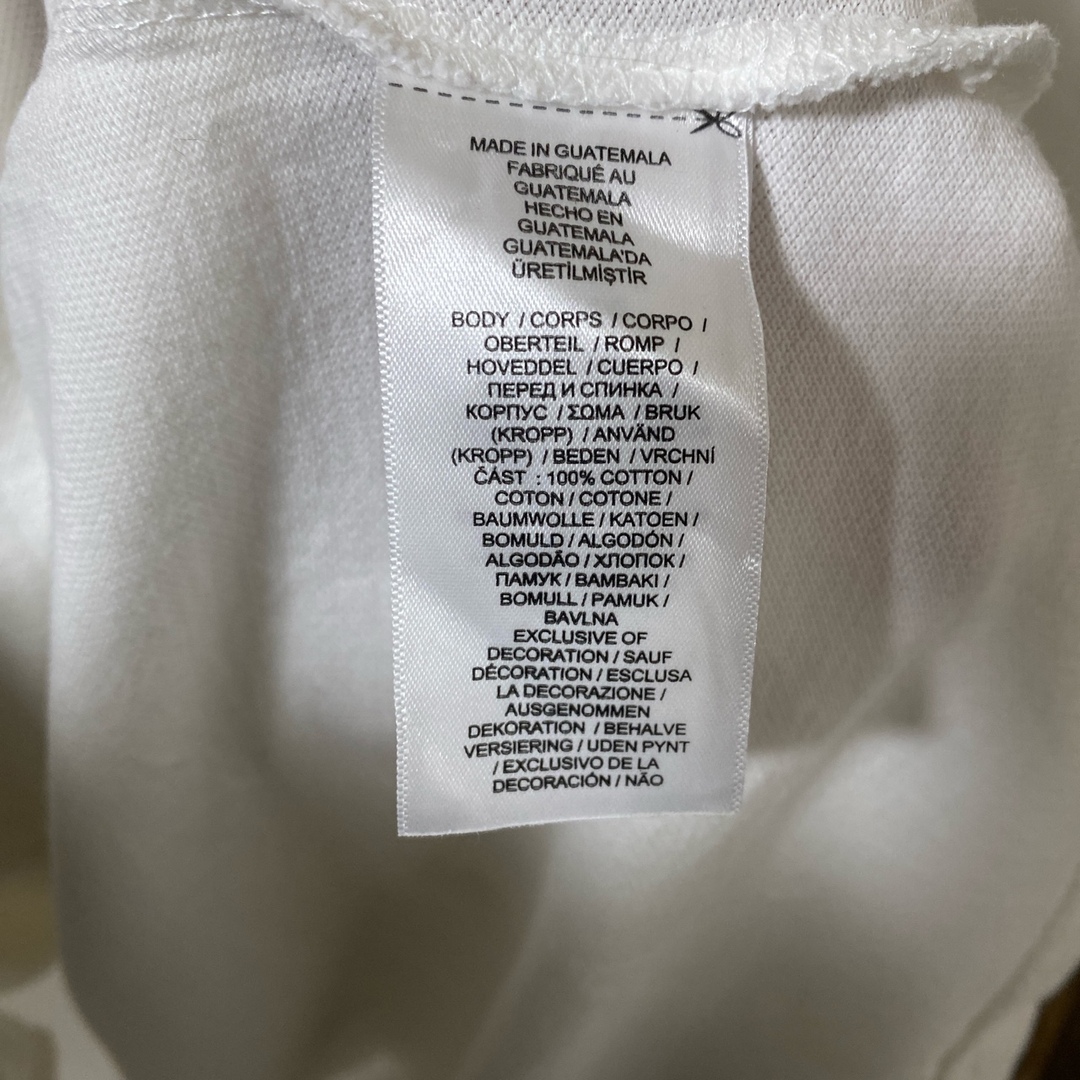 MADE IN GUATEMALA
FABRIQUÉ AU
GUATEMALA
HECHO EN
GUATEMALA
GUATEMALA'DA
ÜRETİLMİŞTİR
BODY / CORPS / CORPO /
OBERTEIL / ROMP /
HOVEDDEL / CUERPO /
ПЕРЕД И СПИНКА /
КОРПУС / ΣΩΜΑ / BRUK
(KROPP) / ANVÄND
(KROPP) / BEDEN / VRCHNÍ
ČÁST : 100% COTTON /
COTON / COTONE /
BAUMWOLLE / KATOEN /
BOMULD / ALGODÓN /
ALGODÃO / ХЛОПОК /
ПАМУК / ΒΑΜΒΑΚΙ /
BOMULL / PAMUK /
BAVLNA
EXCLUSIVE OF
DECORATION / SAUF
DÉCORATION / ESCLUSA
LA DECORAZIONE /
AUSGENOMMEN
DEKORATION / BEHALVE
VERSIERING / UDEN PYNT
/ EXCLUSIVO DE LA
DECORACIÓN / NÃO